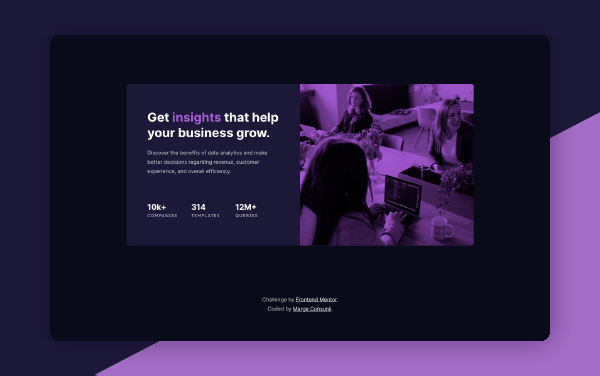 Get insights that help
your business grow.
Discover the benefits of data analytics and make
better decisions regarding revenue, customer
experience, and overall efficiency.
10k+ 314 12M+
COMPANIES TEMPLATES QUERIES
Challenge by Frontend Mentor.
Coded by Marge Consunji.